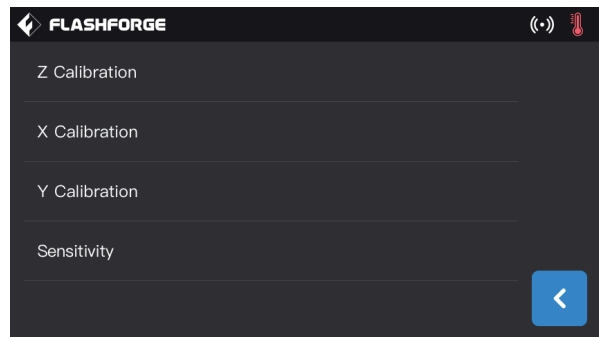 FLASHFORGE
Z Calibration
X Calibration
Y Calibration
Sensitivity